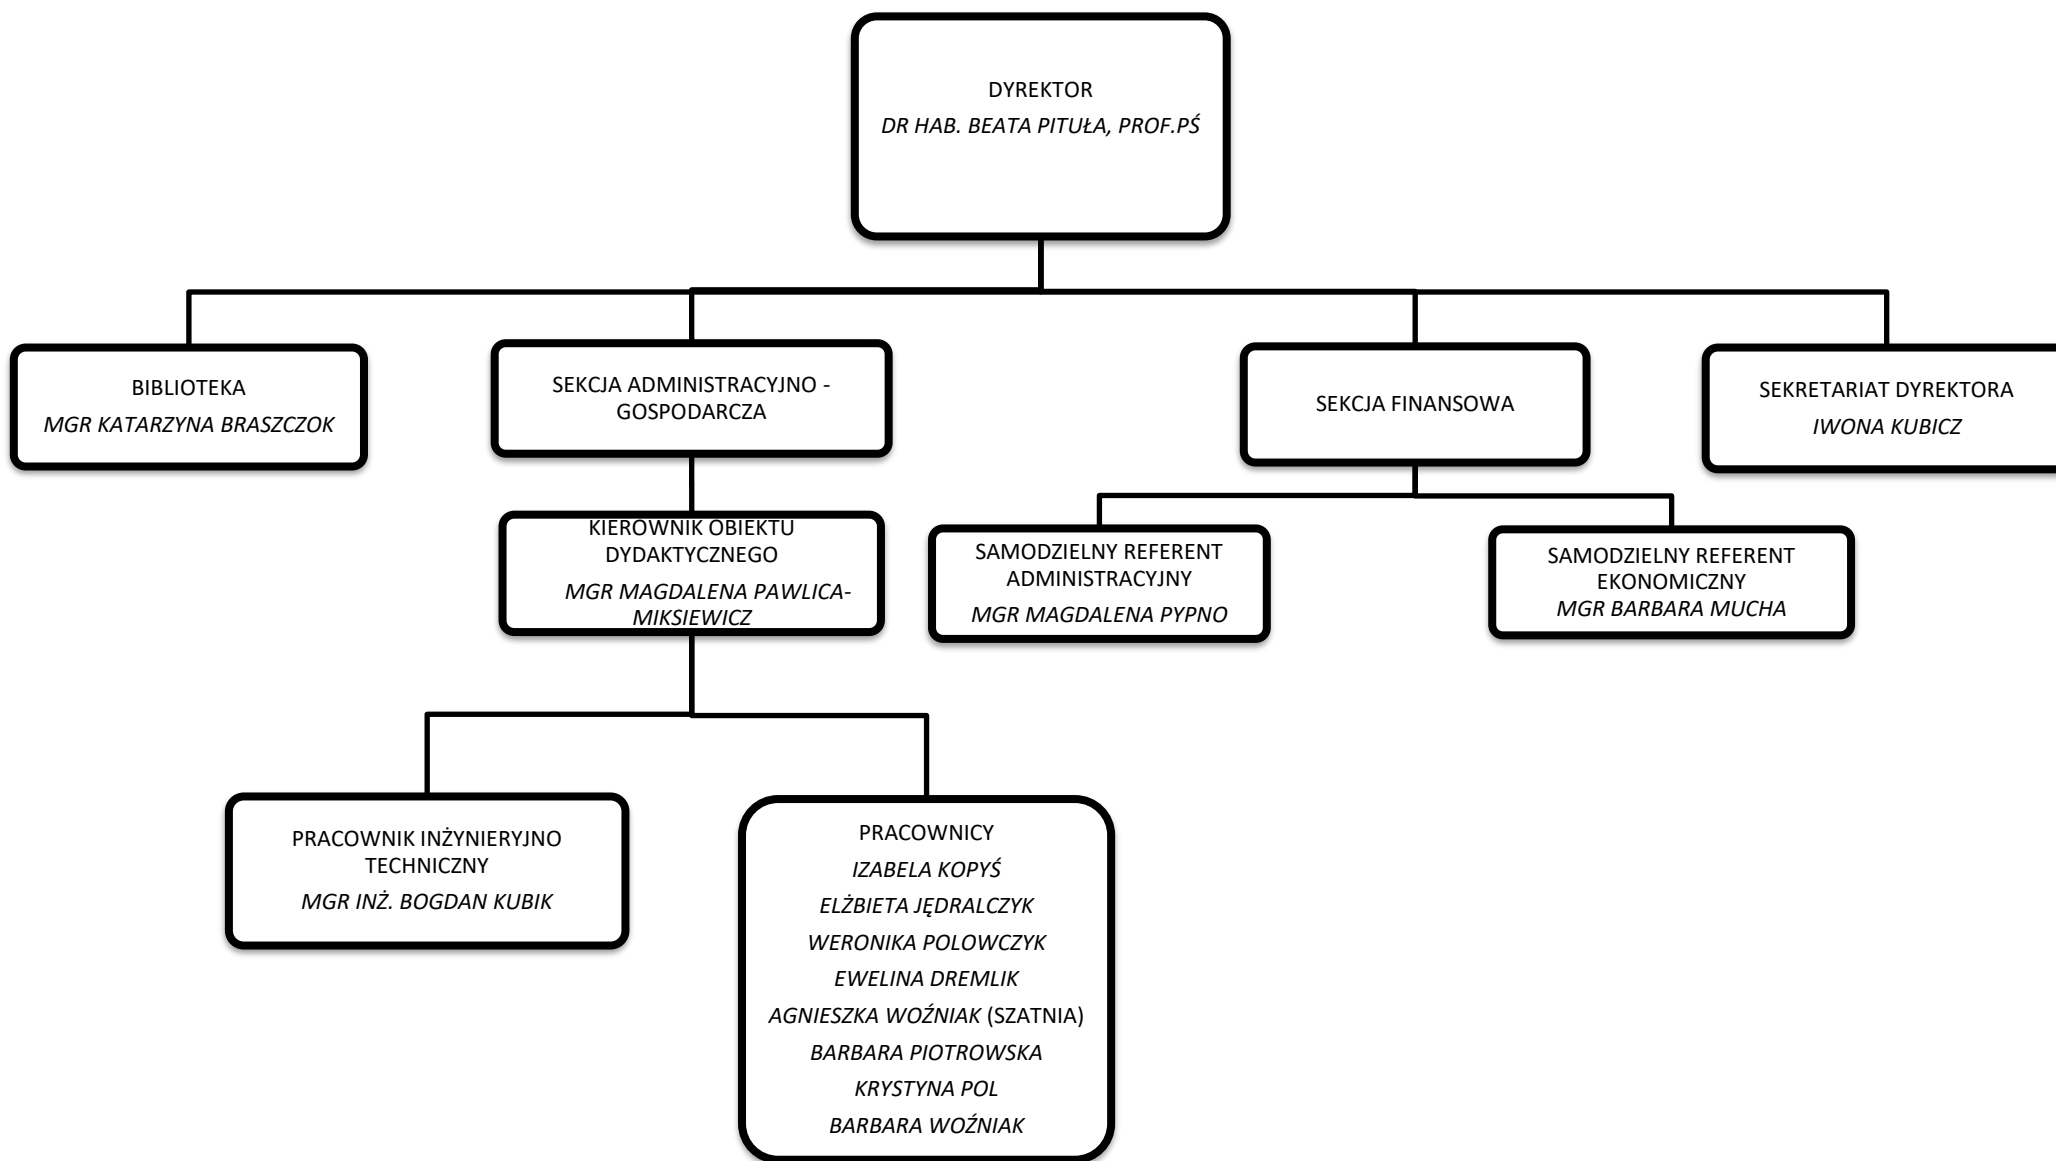 DYREKTOR
DR HAB. BEATA PITUŁA, PROF.PŚ
BIBLIOTEKA
MGR KATARZYNA BRASZCZOK
SEKCJA ADMINISTRACYJNO -
GOSPODARCZA
SEKCJA FINANSOWA
SEKRETARIAT DYREKTORA
IWONA KUBICZ
KIEROWNIK OBIEKTU
DYDAKTYCZNEGO
MGR MAGDALENA PAWLICA-
MIKSIEWICZ
SAMODZIELNY REFERENT
ADMINISTRACYJNY
MGR MAGDALENA PYPNO
SAMODZIELNY REFERENT
EKONOMICZNY
MGR BARBARA MUCHA
PRACOWNIK INŻYNIERYJNO
TECHNICZNY
MGR INŻ. BOGDAN KUBIK
PRACOWNICY
IZABELA KOPYŚ
ELŻBIETA JĘDRALCZYK
WERONIKA POLOWCZYK
EWELINA DREMLIK
AGNIESZKA WOŹNIAK (SZATNIA)
BARBARA PIOTROWSKA
KRYSTYNA POL
BARBARA WOŹNIAK